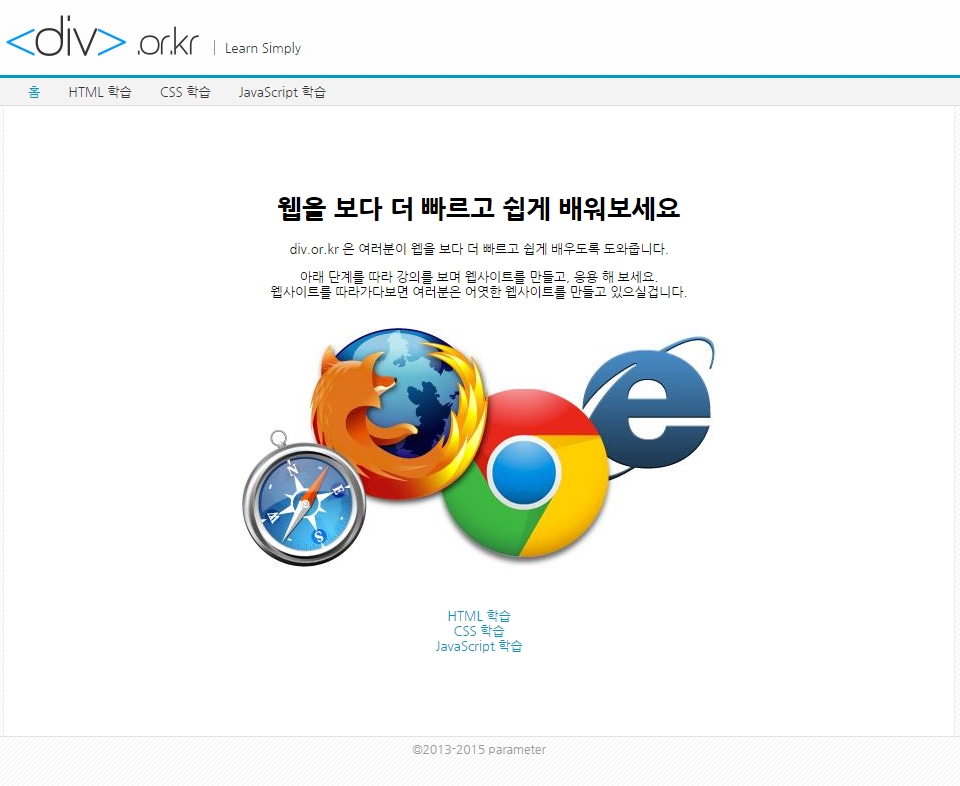 <div> .or.kr | Learn Simply
홈 HTML 학습 CSS 학습 JavaScript 학습
웹을 보다 더 빠르고 쉽게 배워보세요
div.or.kr 은 여러분이 웹을 보다 더 빠르고 쉽게 배우도록 도와줍니다.
아래 단계를 따라 강의를 보며 웹사이트를 만들고, 응용 해 보세요.
웹사이트를 따라가다보면 여러분은 어엿한 웹사이트를 만들고 있으실겁니다.
N
E
W
S
e
HTML 학습
CSS 학습
JavaScript 학습
©2013-2015 parameter